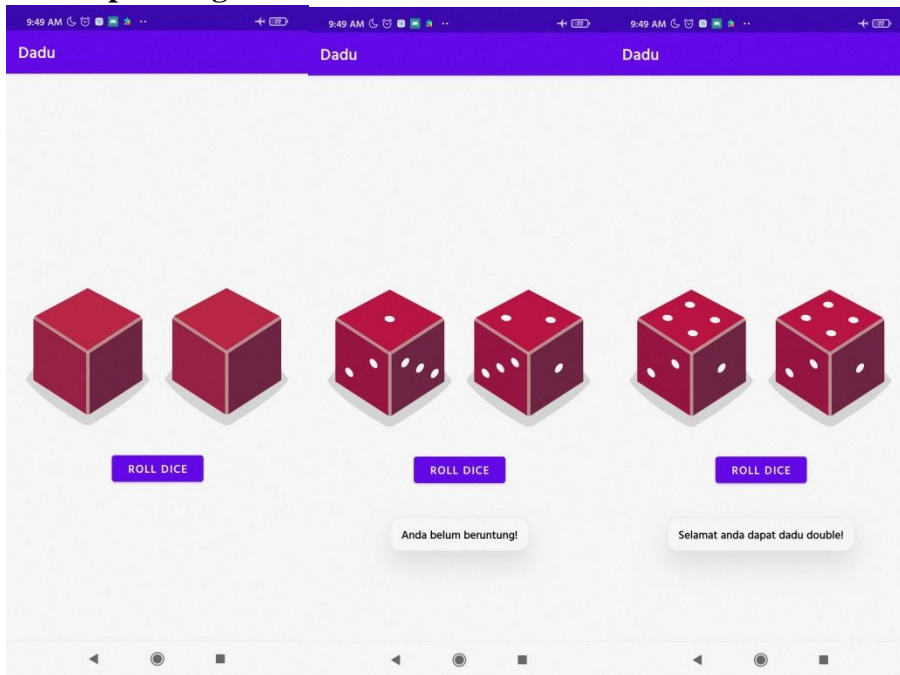 9:49 AM
Dadu
ROLL DICE
9:49 AM
Dadu
ROLL DICE
Anda belum beruntung!
9:49 AM
Dadu
ROLL DICE
Selamat anda dapat dadu double!